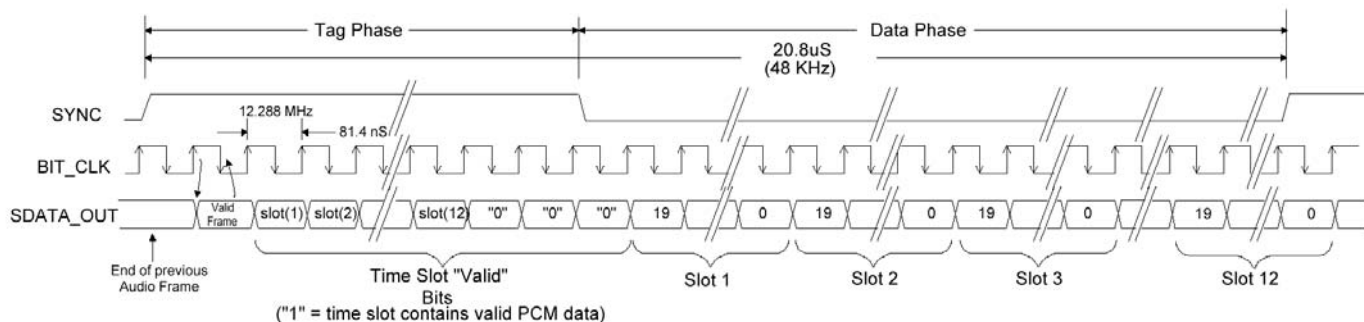 Tag Phase
Data Phase
20.8uS
(48 KHz)
SYNC
12.288 MHz
81.4 nS
BIT_CLK
SDATA_OUT
Valid
Frame
slot(1) slot(2) slot(12) "0" "0" "0" 19 0 19 0 19 0 19 0
End of previous
Audio Frame
Time Slot "Valid"
Bits
("1" = time slot contains valid PCM data)
Slot 1
Slot 2
Slot 3
Slot 12